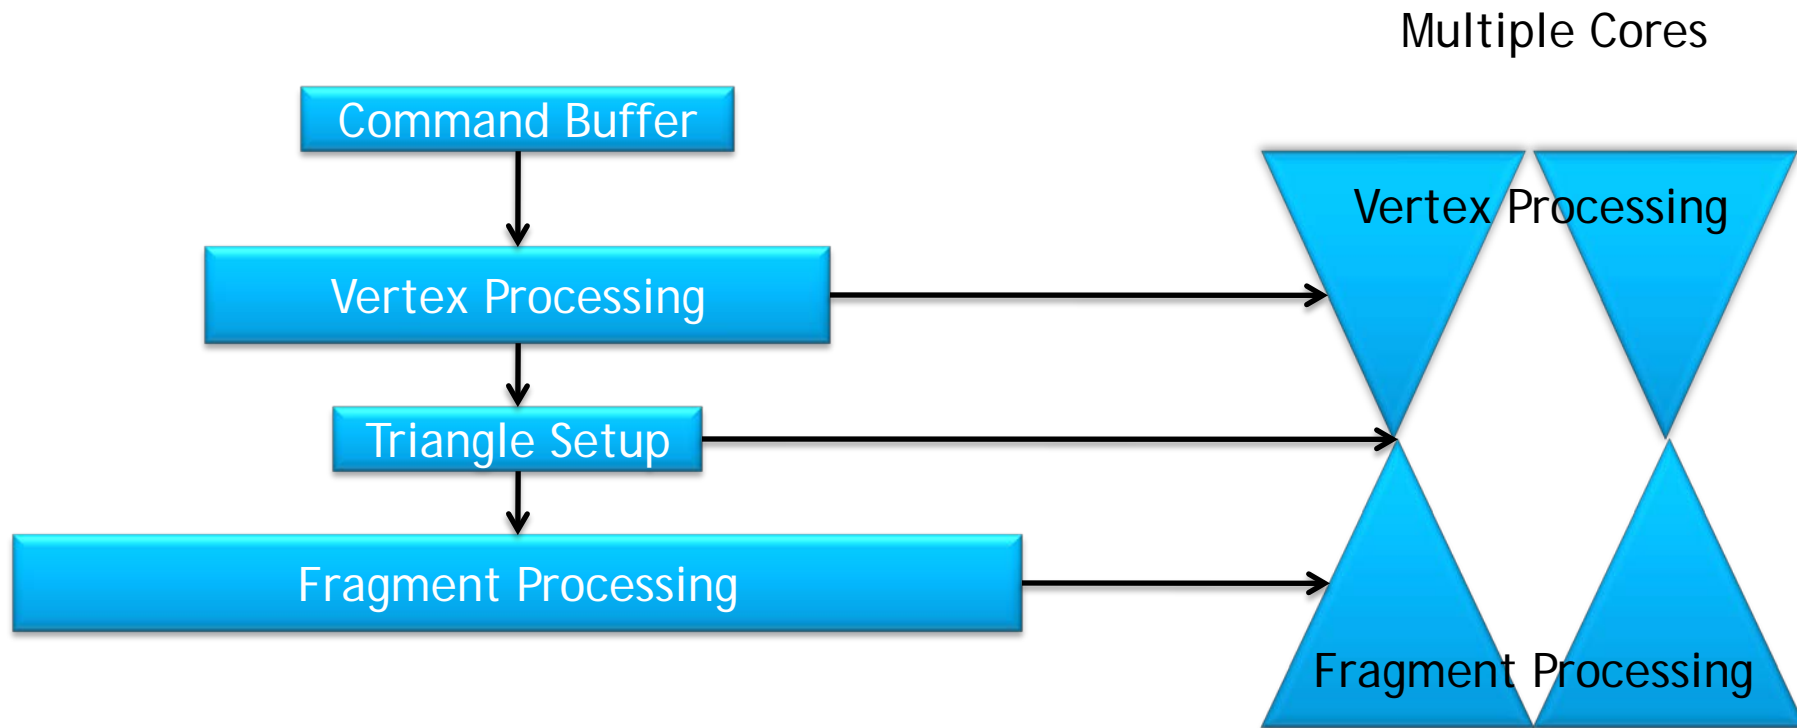 Multiple Cores
Command Buffer
Vertex Processing
Vertex Processing
Triangle Setup
Fragment Processing
Fragment Processing